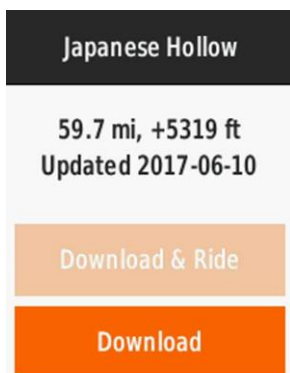 Japanese Hollow
59.7 mi, +5319 ft
Updated 2017-06-10
Download & Ride
Download